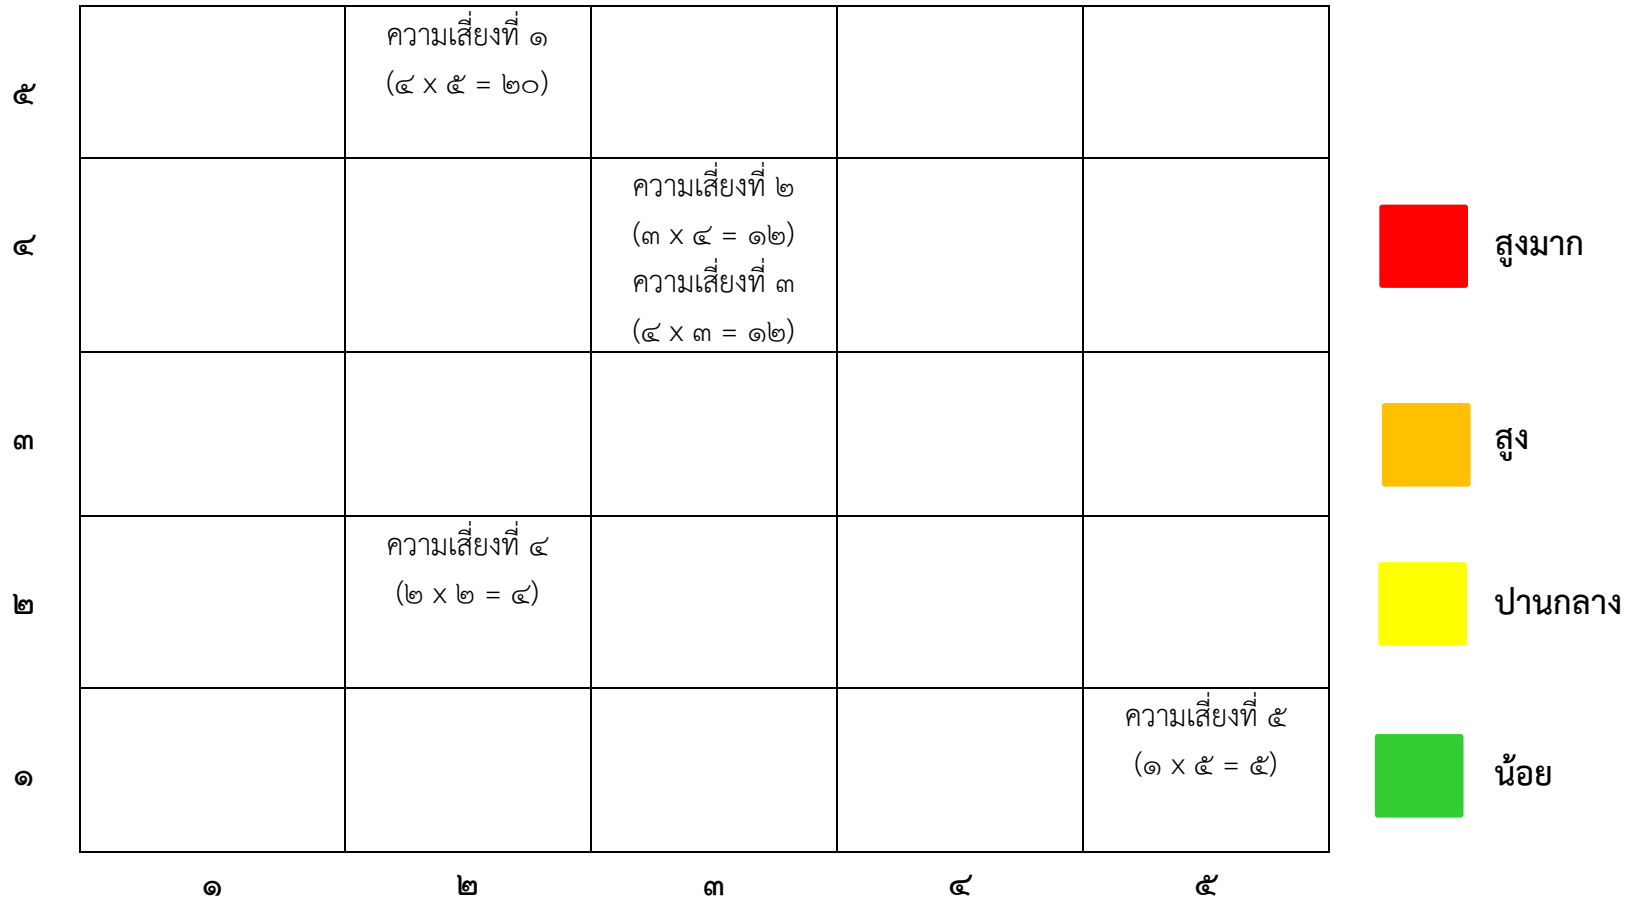 ความเสี่ยงที่ ๑
(๔ x ๕ = ๒๐)
๕
ความเสี่ยงที่ ๒
(๓ x ๔ = ๑๒)
ความเสี่ยงที่ ๓
(๔ x ๓ = ๑๒)
๔
สูงมาก
๓
สูง
ความเสี่ยงที่ ๔
(๒ x ๒ = ๔)
๒
ปานกลาง
ความเสี่ยงที่ ๕
(๑ x ๕ = ๕)
๑
น้อย
๑ ๒ ๓ ๔ ๕